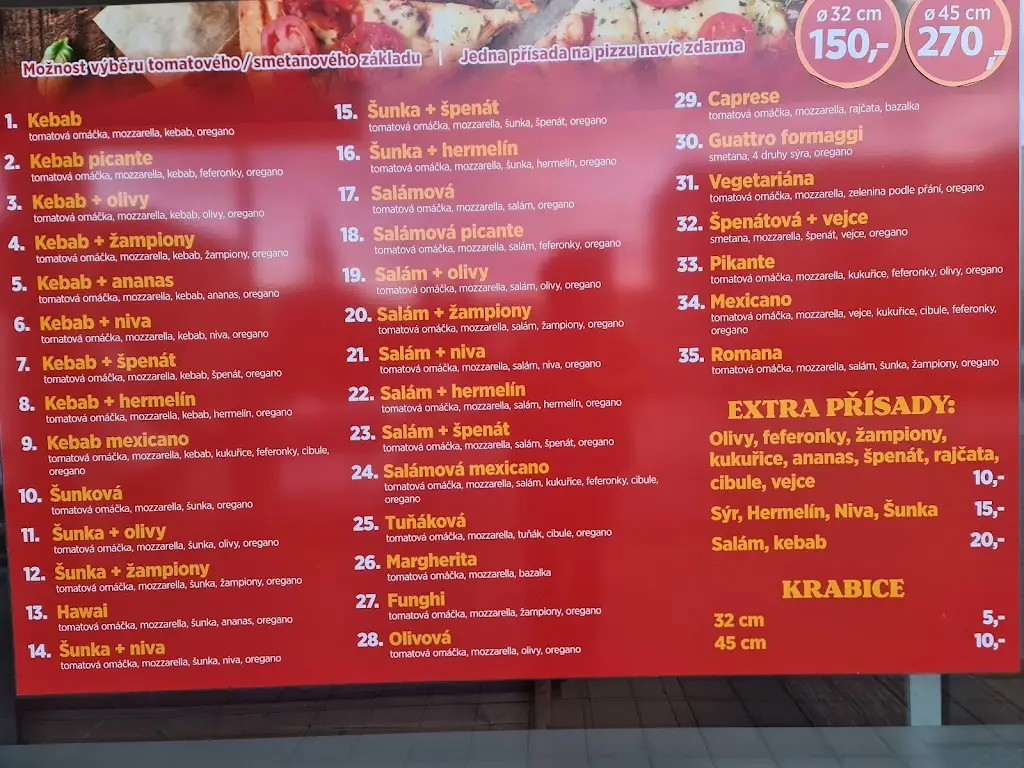 Možnost výběru tomatového / smetanového základu | Jedna přísada na pizzu navíc zdarma
ø 32 cm
150,-
ø 45 cm
270,-
1. Kebab
tomatová omáčka, mozzarella, kebab, oregano
2. Kebab picante
tomatová omáčka, mozzarella, kebab, feferonky, oregano
3. Kebab + olivy
tomatová omáčka, mozzarella, kebab, olivy, oregano
4. Kebab + žampiony
tomatová omáčka, mozzarella, kebab, žampiony, oregano
5. Kebab + ananas
tomatová omáčka, mozzarella, kebab, ananas, oregano
6. Kebab + niva
tomatová omáčka, mozzarella, kebab, niva, oregano
7. Kebab + špenát
tomatová omáčka, mozzarella, kebab, špenát, oregano
8. Kebab + hermelín
tomatová omáčka, mozzarella, kebab, hermelín, oregano
9. Kebab mexicano
tomatová omáčka, mozzarella, kebab, kukuřice, feferonky, cibule,
oregano
10. Šunková
tomatová omáčka, mozzarella, šunka, oregano
11. Šunka + olivy
tomatová omáčka, mozzarella, šunka, olivy, oregano
12. Šunka + žampiony
tomatová omáčka, mozzarella, šunka, žampiony, oregano
13. Hawai
tomatová omáčka, mozzarella, šunka, ananas, oregano
14. Šunka + niva
tomatová omáčka, mozzarella, šunka, niva, oregano
15. Šunka + špenát
tomatová omáčka, mozzarella, šunka, špenát, oregano
16. Šunka + hermelín
tomatová omáčka, mozzarella, šunka, hermelín, oregano
17. Salámová
tomatová omáčka, mozzarella, salám, oregano
18. Salámová picante
tomatová omáčka, mozzarella, salám, feferonky, oregano
19. Salám + olivy
tomatová omáčka, mozzarella, salám, olivy, oregano
20. Salám + žampiony
tomatová omáčka, mozzarella, salám, žampiony, oregano
21. Salám + niva
tomatová omáčka, mozzarella, salám, niva, oregano
22. Salám + hermelín
tomatová omáčka, mozzarella, salám, hermelín, oregano
23. Salám + špenát
tomatová omáčka, mozzarella, salám, špenát, oregano
24. Salámová mexicano
tomatová omáčka, mozzarella, salám, kukuřice, feferonky, cibule,
oregano
25. Tuňáková
tomatová omáčka, mozzarella, tuňák, cibule, oregano
26. Margherita
tomatová omáčka, mozzarella, bazalka
27. Funghi
tomatová omáčka, mozzarella, žampiony, oregano
28. Olivová
tomatová omáčka, mozzarella, olivy, oregano
29. Caprese
tomatová omáčka, mozzarella, rajčata, bazalka
30. Guattro formaggi
smetana, 4 druhy sýra, oregano
31. Vegetariána
tomatová omáčka, mozzarella, zelenina podle přání, oregano
32. Špenátová + vejce
smetana, mozzarella, špenát, vejce, oregano
33. Pikante
tomatová omáčka, mozzarella, kukuřice, feferonky, olivy, oregano
34. Mexicano
tomatová omáčka, mozzarella, vejce, kukuřice, cibule, feferonky,
oregano
35. Romana
tomatová omáčka, mozzarella, salám, šunka, žampiony, oregano
EXTRA PŘÍSADY:
Olivy, feferonky, žampiony,
kukuřice, ananas, špenát, rajčata,
cibule, vejce 10,-
Sýr, Hermelín, Niva, Šunka 15,-
Salám, kebab 20,-
KRABICE
32 cm 5,-
45 cm 10,-